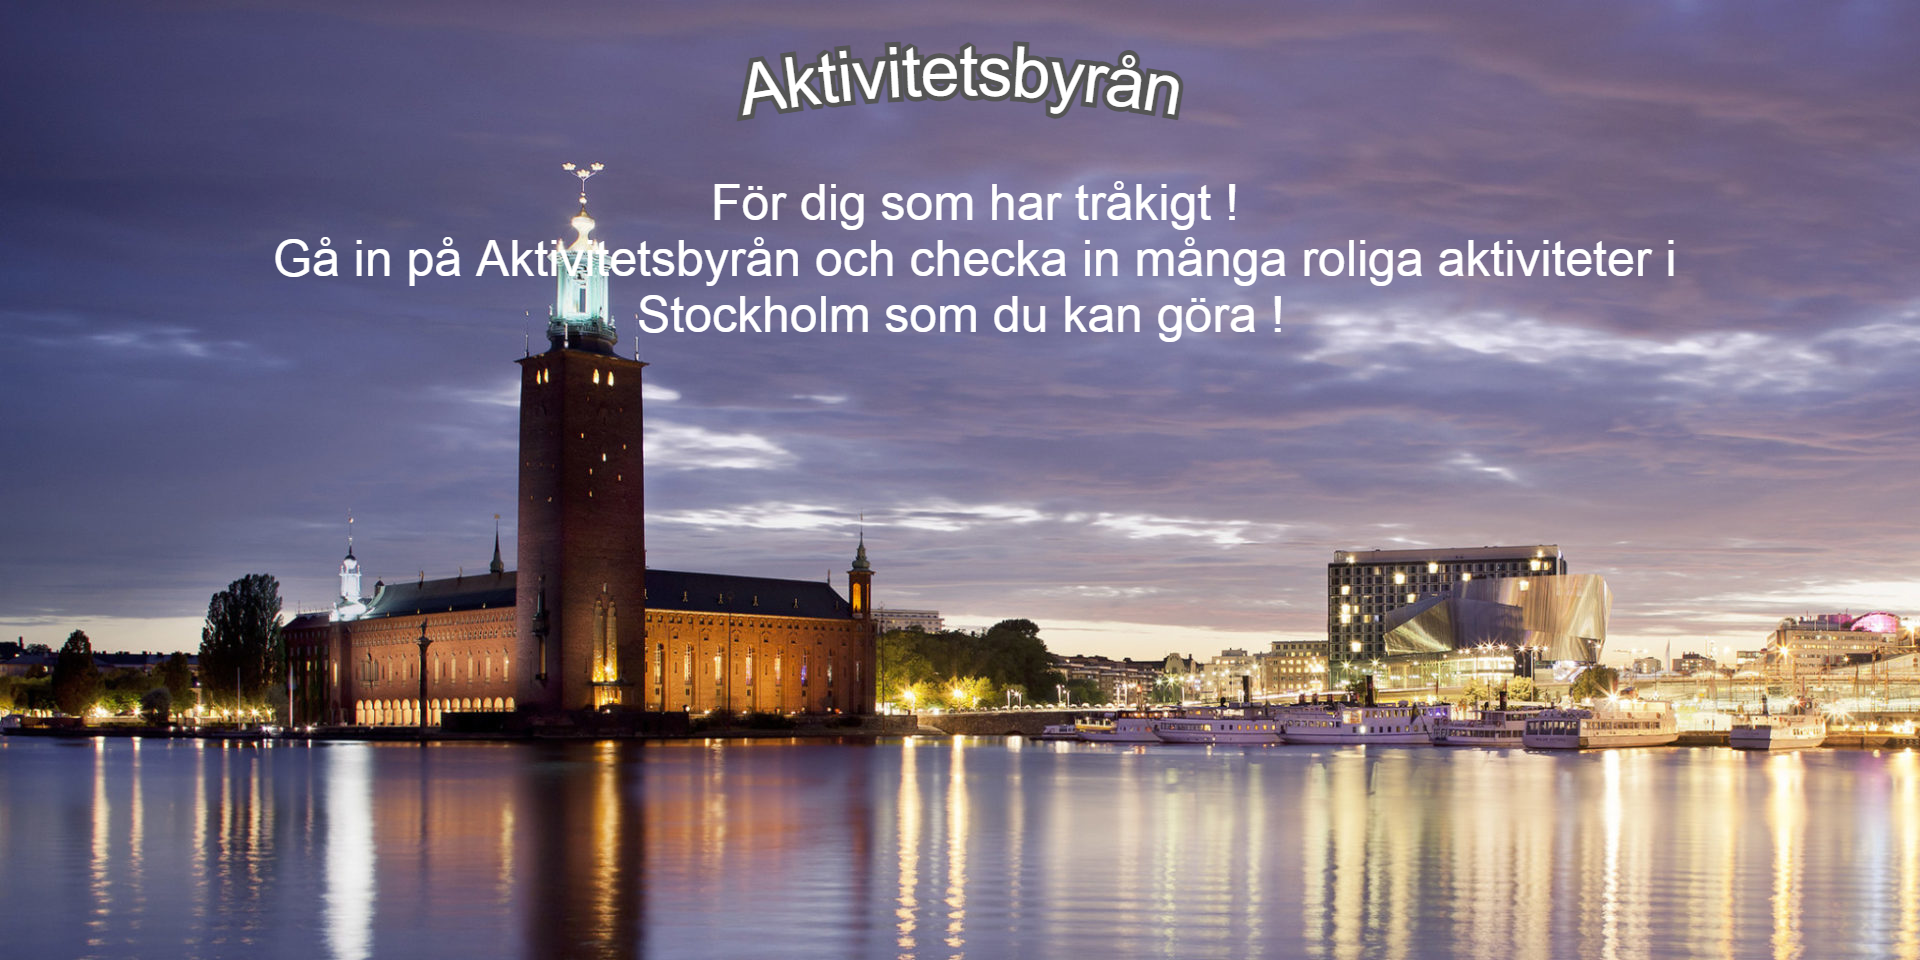 Aktivitetsbyrån
För dig som har tråkigt !
Gå in på Aktivitetsbyrån och checka in många roliga aktiviteter i
Stockholm som du kan göra !